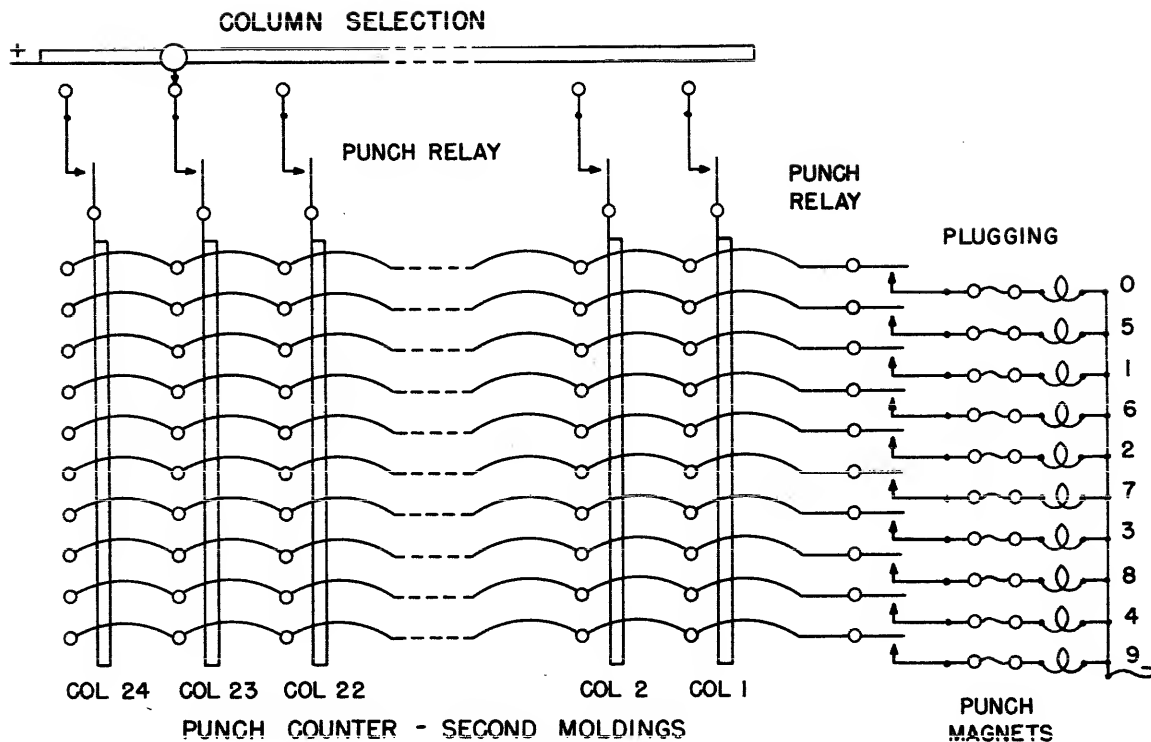 COLUMN SELECTION
+
PUNCH RELAY
PUNCH
RELAY
PLUGGING
0
5
1
6
2
7
3
8
4
9
COL 24 COL 23 COL 22 COL 2 COL 1
PUNCH COUNTER - SECOND MOLDINGS
PUNCH
MAGNETS